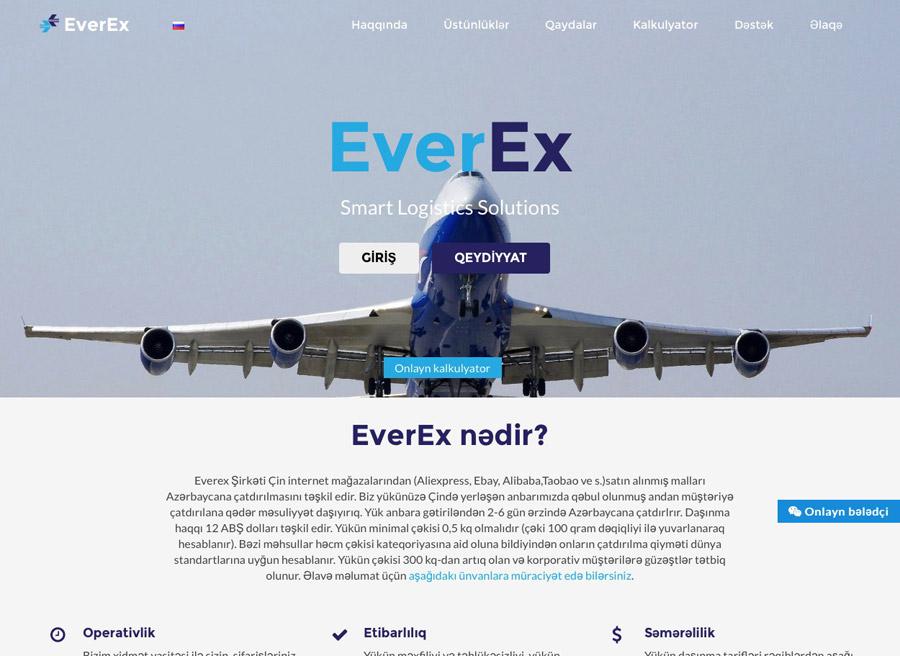 EverEx
Haqqında
Üstünlüklər
Qaydalar
Kalkulyator
Dəstək
Əlaqə
EverEx
Smart Logistics Solutions
GİRİŞ
QEYDİYYAT
Onlayn kalkulyator
EverEx nədir?
Everex Şirkəti Çin internet mağazalarından (Aliexpress, Ebay, Alibaba,Taobao ve s.)satın alınmış malları
Azərbaycana çatdırılmasını təşkil edir. Biz yükünüzə Çində yerləşən anbarımızda qəbul olunmuş andan müştəriyə
çatdırılana qədər məsuliyyət daşıyırıq. Yük anbara gətiriləndən 2-6 gün ərzində Azərbaycana çatdırlrır. Daşınma
haqqı 12 ABŞ dolları təşkil edir. Yükün minimal çəkisi 0,5 kq olmalıdır (çəki 100 qram dəqiqliyi ilə yuvarlanaraq
hesablanır). Bəzi məhsullar həcm çəkisi kateqoriyasına aid oluna bildiyindən onların çatdırılma qiyməti dünya
standartlarına uyğun hesablanır. Yükün çəkisi 300 kq-dan artıq olan və korporativ müştərilərə güzəştlər tətbiq
olunur. Əlavə məlumat üçün aşağıdakı ünvanlara müraciyət edə bilərsiniz.
Onlayn bələdçi
Operativlik
Etibarlılıq
Səmərəlilik